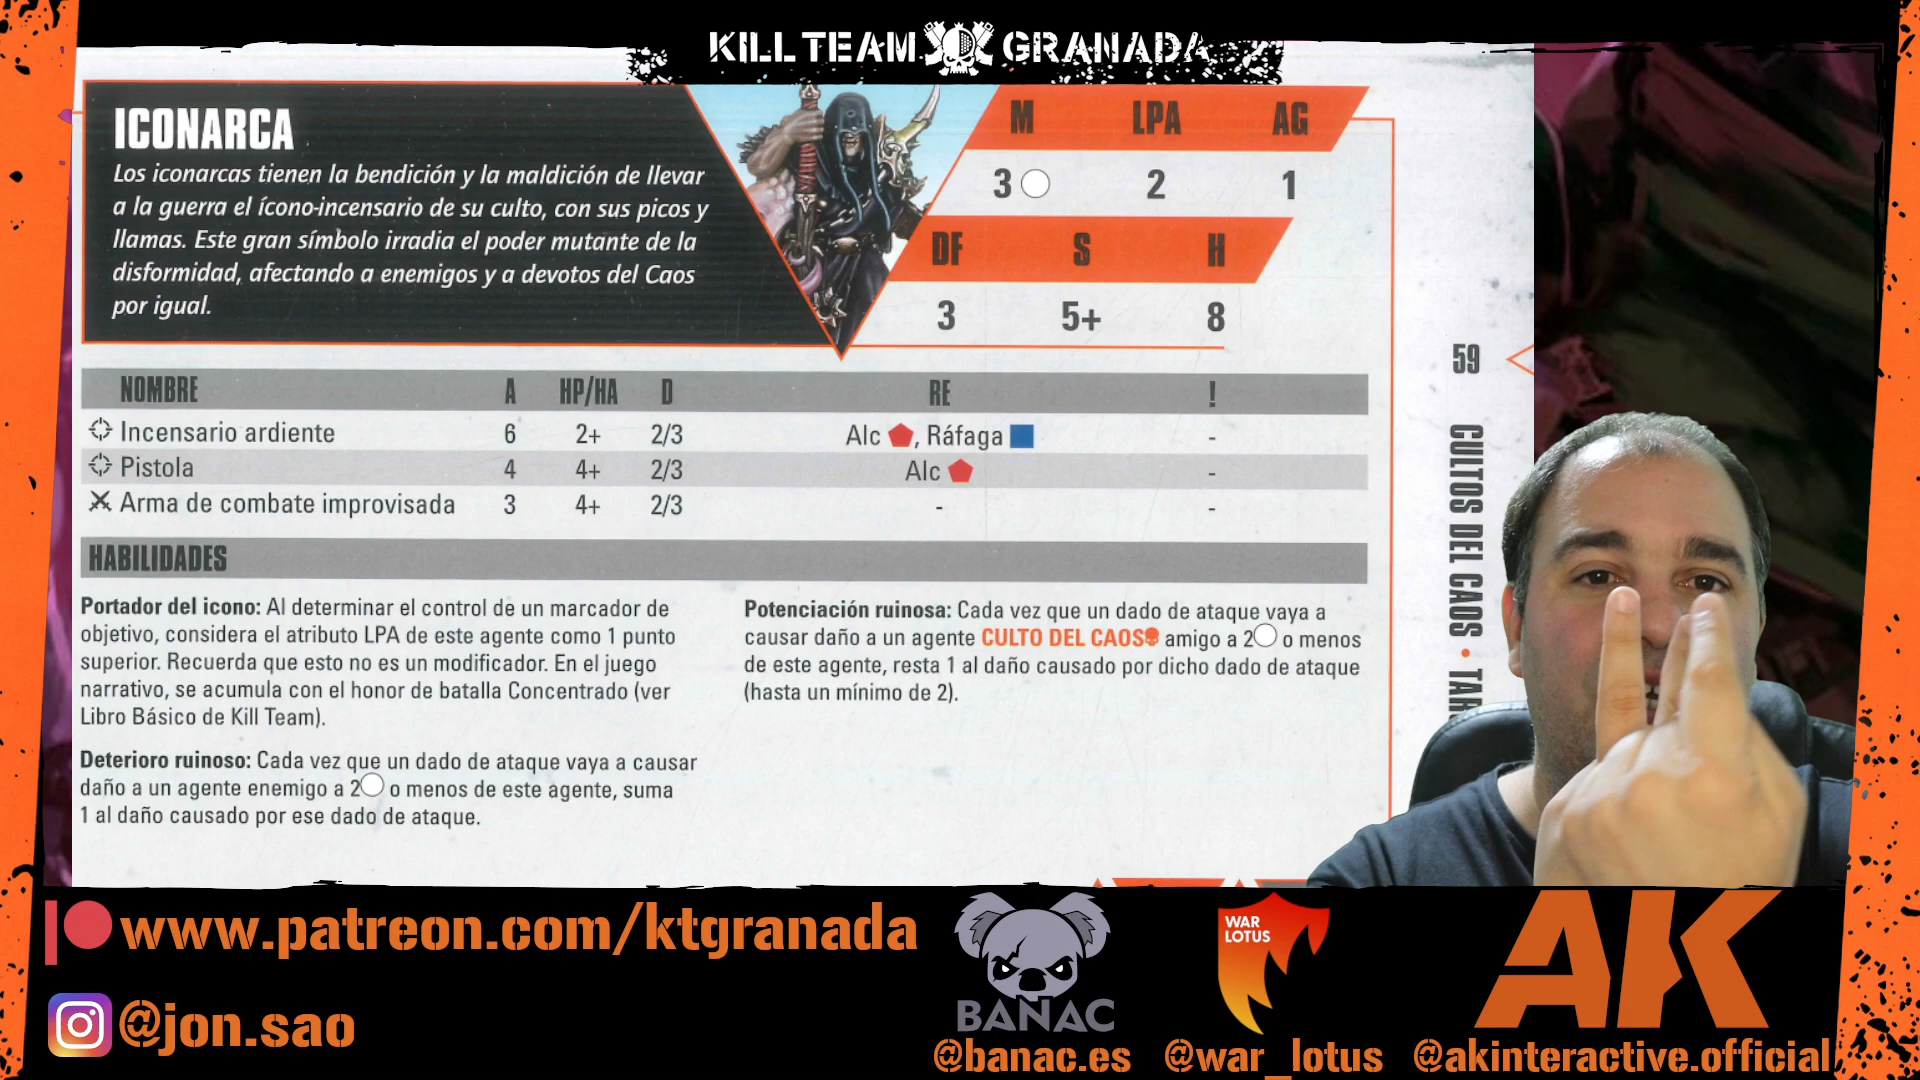 KILL TEAM GRANADA
ICONARCA
Los iconarcas tienen la bendición y la maldición de llevar
a la guerra el ícono-incensario de su culto, con sus picos y
llamas. Este gran símbolo irradia el poder mutante de la
disformidad, afectando a enemigos y a devotos del Caos
por igual.
M LPA AG
3 2 1
DF S H
3 5+ 8
NOMBRE A HP/HA D RE !
Incensario ardiente 6 2+ 2/3 Alc , Ráfaga -
Pistola 4 4+ 2/3 Alc -
Arma de combate improvisada 3 4+ 2/3 - -
HABILIDADES
Portador del icono: Al determinar el control de un marcador de
objetivo, considera el atributo LPA de este agente como 1 punto
superior. Recuerda que esto no es un modificador. En el juego
narrativo, se acumula con el honor de batalla Concentrado (ver
Libro Básico de Kill Team).
Deterioro ruinoso: Cada vez que un dado de ataque vaya a causar
daño a un agente enemigo a 2 o menos de este agente, suma
1 al daño causado por ese dado de ataque.
Potenciación ruinosa: Cada vez que un dado de ataque vaya a
causar daño a un agente CULTO DEL CAOS amigo a 2 o menos
de este agente, resta 1 al daño causado por dicho dado de ataque
(hasta un mínimo de 2).
59
CULTOS DEL CAOS • TAR
www.patreon.com/ktgranada
@jon.sao
BANAC
@banac.es
WAR
LOTUS
@war_lotus
AK
@akinteractive.official